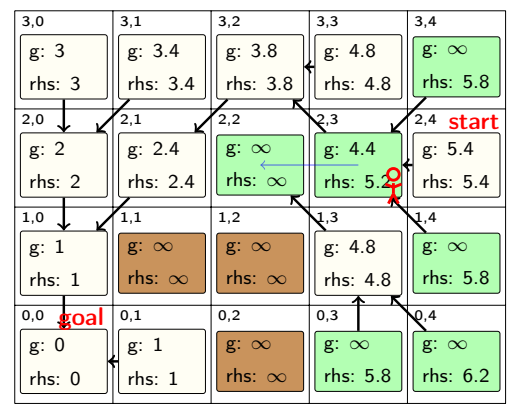 3,0 3,1 3,2 3,3 3,4
g: 3 g: 3.4 g: 3.8 g: 4.8 g: ∞
rhs: 3 rhs: 3.4 rhs: 3.8 rhs: 4.8 rhs: 5.8
2,0 2,1 2,2 2,3 2,4 start
g: 2 g: 2.4 g: ∞ g: 4.4 g: 5.4
rhs: 2 rhs: 2.4 rhs: ∞ rhs: 5.2 rhs: 5.4
1,0 1,1 1,2 1,3 1,4
g: 1 g: ∞ g: ∞ g: 4.8 g: ∞
rhs: 1 rhs: ∞ rhs: ∞ rhs: 4.8 rhs: 5.8
0,0 goal 0,1 0,2 0,3 0,4
g: 0 g: 1 g: ∞ g: ∞ g: ∞
rhs: 0 rhs: 1 rhs: ∞ rhs: 5.8 rhs: 6.2